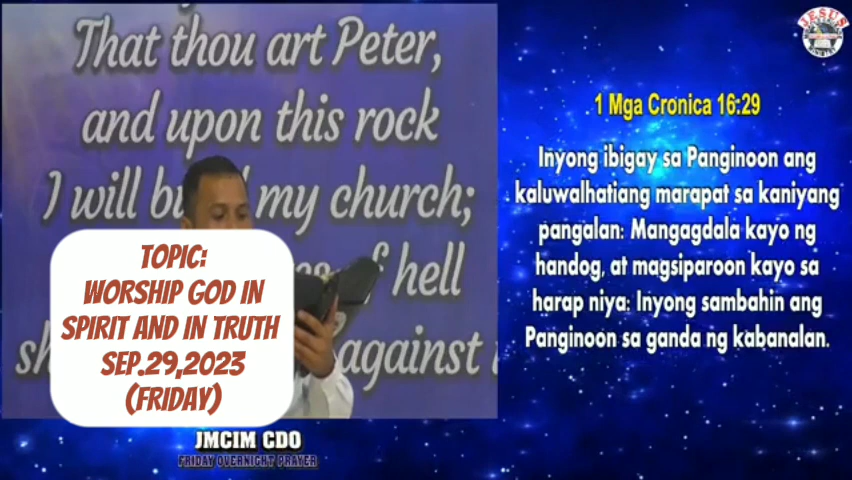 That thou art Peter,
and upon this rock
I will my church;
of hell
against
TOPIC:
WORSHIP GOD IN
SPIRIT AND IN TRUTH
SEP.29,2023
(FRIDAY)
JMCIM CDO
FRIDAY OVERNIGHT PRAYER
JESUS
1 Mga Cronica 16:29
Inyong ibigay sa Panginoon ang
kaluwalhatiang marapat sa kaniyang
pangalan: Mangagdala kayo ng
handog, at magsiparoon kayo sa
harap niya: Inyong sambahin ang
Panginoon sa ganda ng kabanalan.